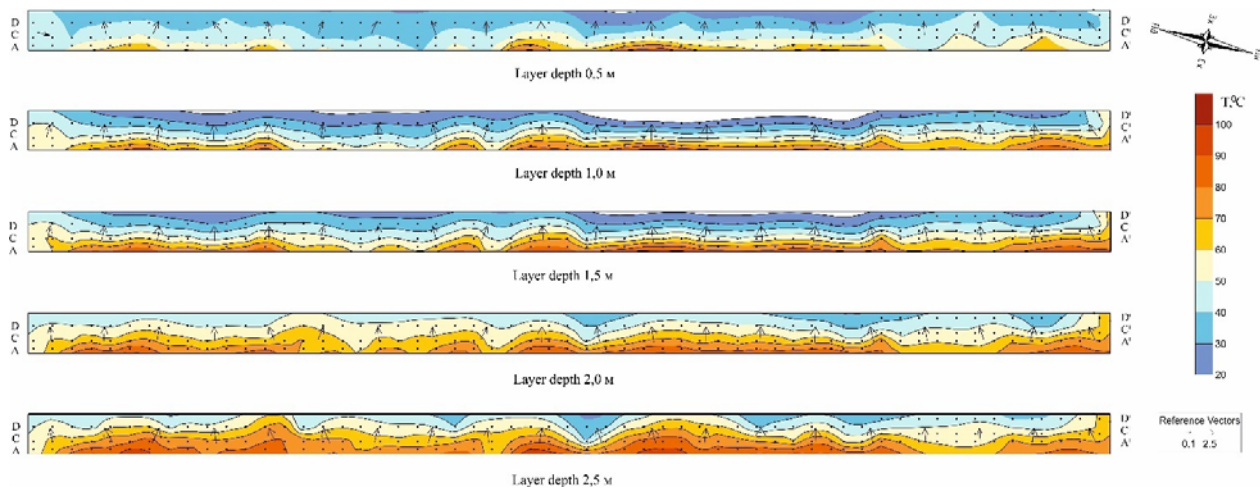 D D'
C C'
A A'
Layer depth 0.5 м
D D'
C C'
A A'
Layer depth 1,0 м
D D'
C C'
A A'
Layer depth 1,5 м
D D'
C C'
A A'
Layer depth 2,0 м
D D'
C C
A A'
Layer depth 2,5 м
T,⁰C
100
90
80
70
60
50
40
30
20
Reference Vectors
0.1 2.5